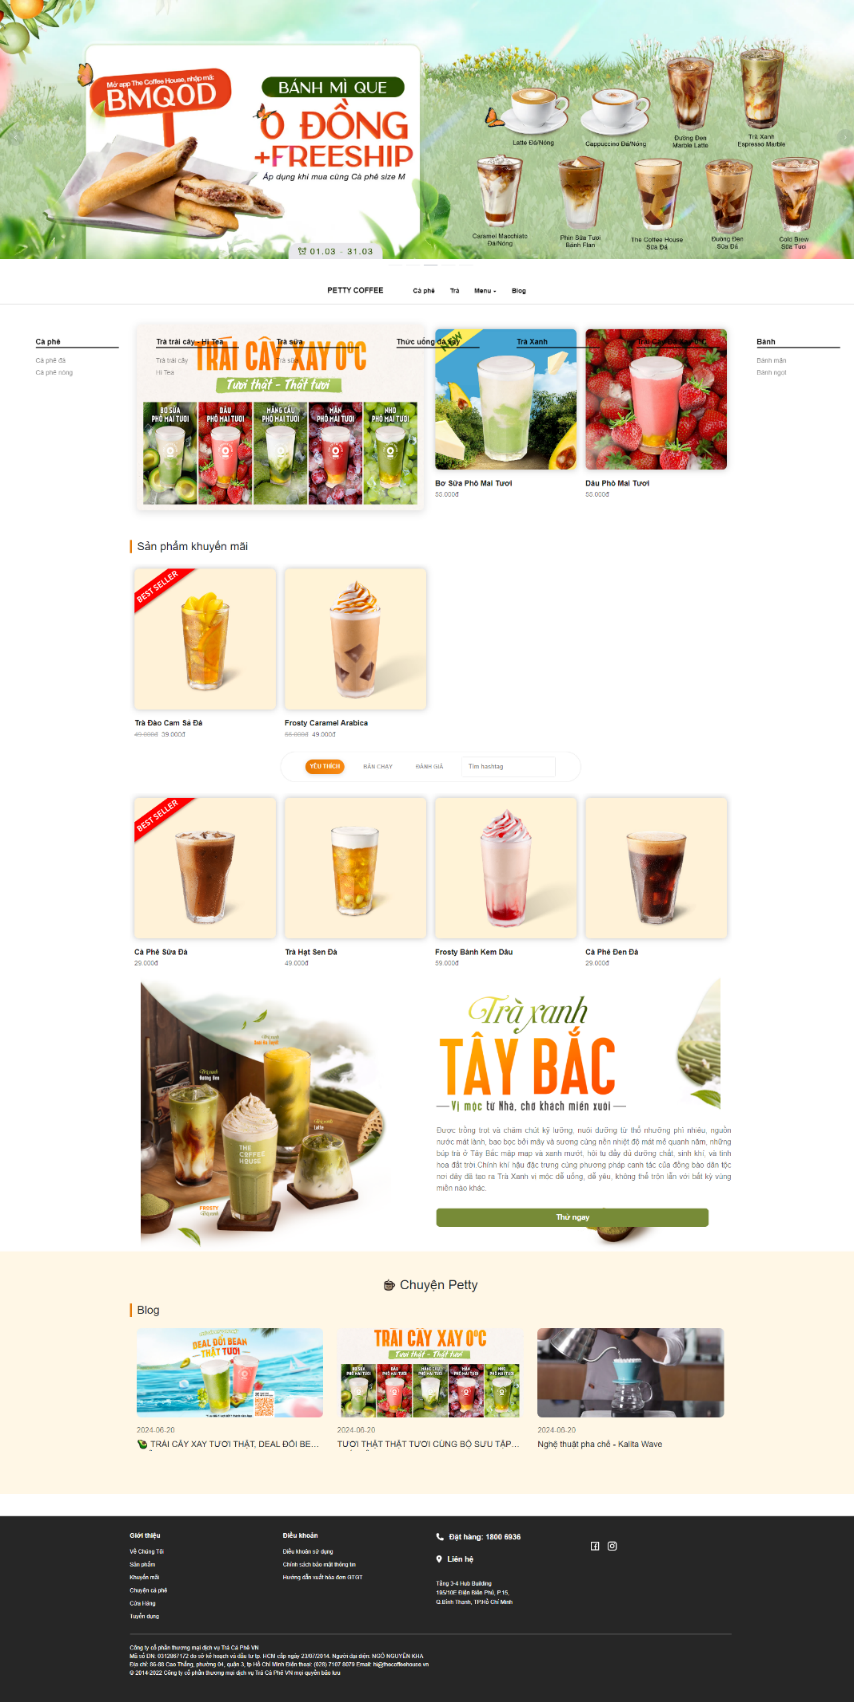 Mở app The Coffee House, nhập mã:
BMQ0D
BÁNH MÌ QUE
0 ĐỒNG
+FREESHIP
Áp dụng khi mua cùng Cà phê size M
01.03 - 31.03
Latte Đá/Nóng
Cappuccino Đá/Nóng
Đường Đen
Marble Latte
Trà Xanh
Espresso Marble
Caramel Macchiato
Đá/Nóng
Phin Sữa Tươi
Bánh Flan
The Coffee House
Sữa Đá
Đường Đen
Sữa Đá
Cold Brew
Sữa Tươi
PETTY COFFEE
Cà phê
Trà
Menu
Blog
Cà phê
Cà phê đá
Cà phê nóng
Trà trái cây - Hi Tea
Trà trái cây
Hi Tea
Trà sữa
Trà sữa
Thức uống đá xay
Trà Xanh
Bánh
Bánh mặn
Bánh ngọt
TRÁI CÂY XAY 0°C
Tươi thật - Thật tươi
BƠ SỮA
PHÔ MAI TƯƠI
DÂU
PHÔ MAI TƯƠI
MÃNG CẦU
PHÔ MAI TƯƠI
MẬN
PHÔ MAI TƯƠI
NHO
PHÔ MAI TƯƠI
NEW
Bơ Sữa Phô Mai Tươi
55.000đ
Dâu Phô Mai Tươi
55.000đ
Sản phẩm khuyến mãi
BEST SELLER
Trà Đào Cam Sả Đá
49.000đ 39.000đ
Frosty Caramel Arabica
55.000đ 49.000đ
YÊU THÍCH
BÁN CHẠY
ĐÁNH GIÁ
Tìm hashtag
BEST SELLER
Cà Phê Sữa Đá
29.000đ
Trà Hạt Sen Đá
49.000đ
Frosty Bánh Kem Dâu
59.000đ
Cà Phê Đen Đá
29.000đ
Trà xanh
Đường Đen
Trà xanh
Latte
THE
COFFEE
HOUSE
FROSTY
Trà xanh
Trà xanh
TÂY BẮC
Vị mộc từ Nhà, chờ khách miền xuôi
Được trồng trọt và chăm chút kỹ lưỡng, nuôi dưỡng từ thổ nhưỡng phì nhiêu, nguồn
nước mát lành, bao bọc bởi mây và sương cùng nền nhiệt độ mát mẻ quanh năm, những
búp trà ở Tây Bắc mập mạp và xanh mướt, hội tụ đầy đủ dưỡng chất, sinh khí, và tinh
hoa đất trời.Chính khí hậu đặc trưng cùng phương pháp canh tác của đồng bào dân tộc
nơi đây đã tạo ra Trà Xanh vị mộc dễ uống, dễ yêu, không thể trộn lẫn với bất kỳ vùng
miền nào khác.
Thử ngay
Chuyện Petty
Blog
DEAL ĐỔI BEAN
THẬT TƯƠI
2024-06-20
TRÁI CÂY XAY TƯƠI THẬT, DEAL ĐỔI BE...
TRÁI CÂY XAY 0°C
Tươi thật - Thật tươi
2024-06-20
TƯƠI THẬT THẬT TƯƠI CÙNG BỘ SƯU TẬP...
2024-06-20
Nghệ thuật pha chế - Kalita Wave
Giới thiệu
Về Chúng Tôi
Sản phẩm
Khuyến mãi
Chuyện cà phê
Cửa Hàng
Tuyển dụng
Điều khoản
Điều khoản sử dụng
Chính sách bảo mật thông tin
Hướng dẫn xuất hóa đơn GTGT
Đặt hàng: 1800 6936
Liên hệ
Tầng 3-4 Hub Building
195/10E Điện Biên Phủ, P.15,
Q.Bình Thạnh, TP.Hồ Chí Minh
Công ty cổ phần thương mại dịch vụ Trà Cà Phê VN
Mã số DN: 0312867172 do sở kế hoạch và đầu tư tp. HCM cấp ngày 23/07/2014. Người đại diện: NGÔ NGUYÊN KHA
Địa chỉ: 86-88 Cao Thắng, phường 04, quận 3, tp Hồ Chí Minh Điện thoại: (028) 7107 8079 Email: hi@thecoffeehouse.vn
© 2014-2022 Công ty cổ phần thương mại dịch vụ Trà Cà Phê VN mọi quyền bảo lưu